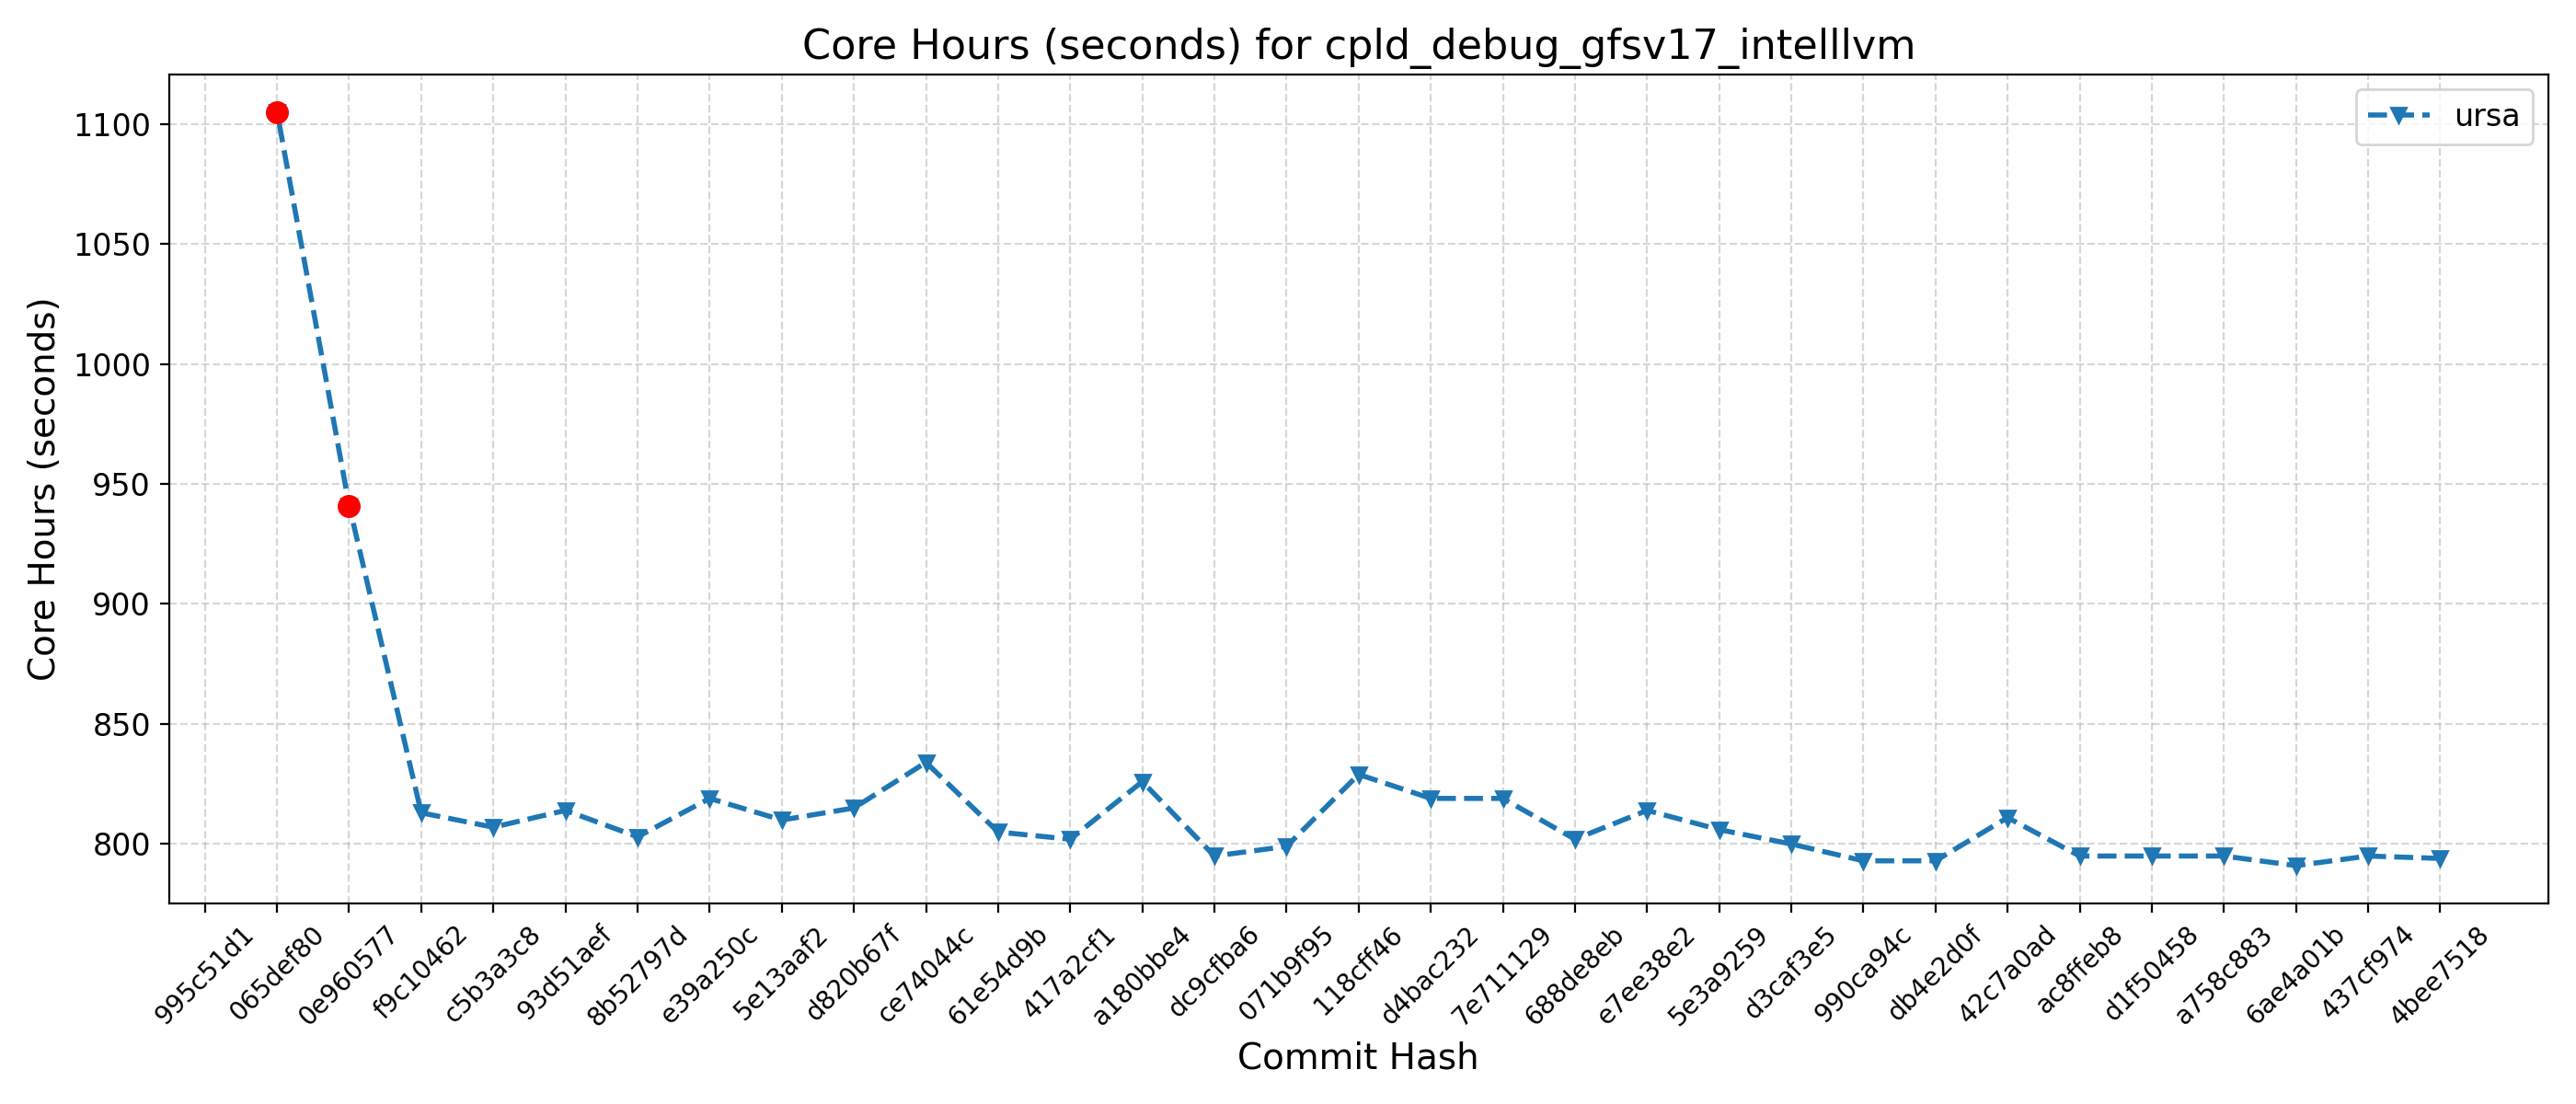 Core Hours (seconds) for cpld_debug_gfsv17_intelllvm
ursa
Core Hours (seconds)
1100
1050
1000
950
900
850
800
995c51d1
065def80
0e960577
f9c10462
c5b3a3c8
93d51aef
8b52797d
e39a250c
5e13aaf2
d820b67f
ce74044c
61e54d9b
417a2cf1
a180bbe4
dc9cfba6
071b9f95
118cff46
d4bac232
7e711129
688de8eb
e7ee38e2
5e3a9259
d3caf3e5
990ca94c
db4e2d0f
42c7a0ad
ac8ffeb8
d1f50458
a758c883
6ae4a01b
437cf974
4bee7518
Commit Hash